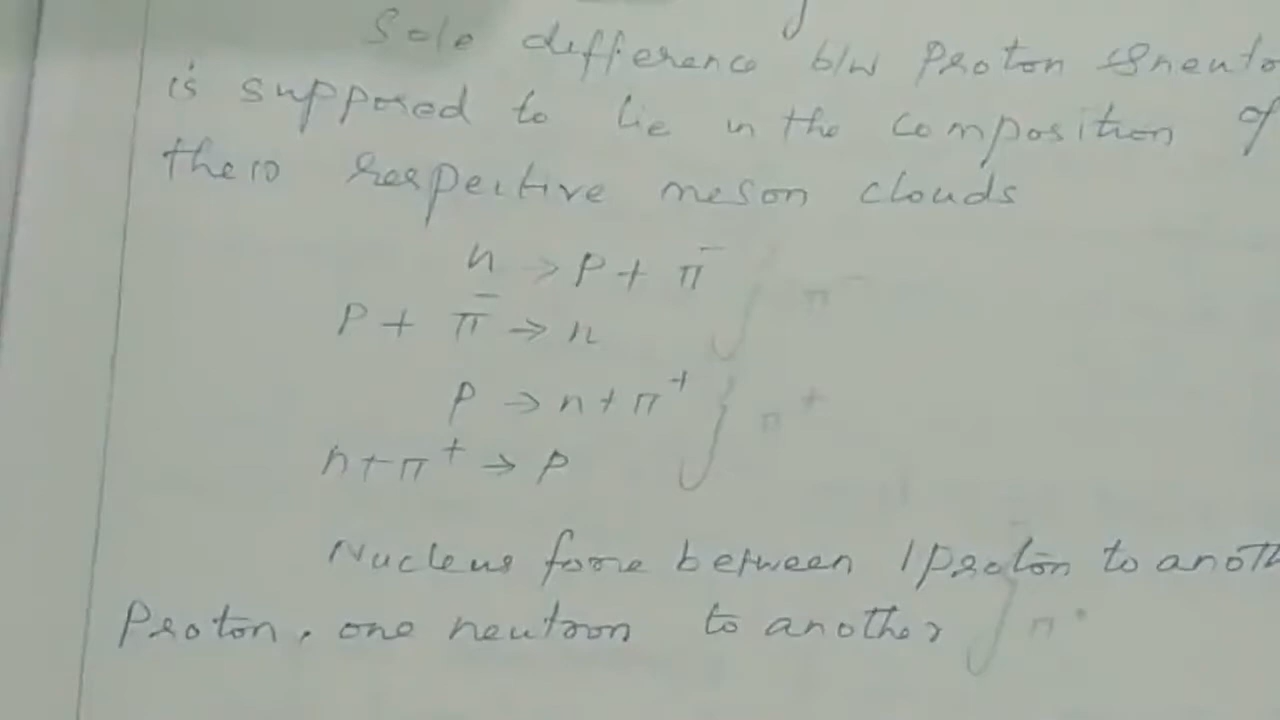 Sole difference b/w Proton & neuto
is supposed to lie in the composition of
their respective meson clouds
n → P + π⁻
P + π⁻ → n } π⁻
P → n + π⁺
n + π⁺ → P } π⁺
Nucleus force between 1 proton to anoth
Proton, one neutron to another } π°